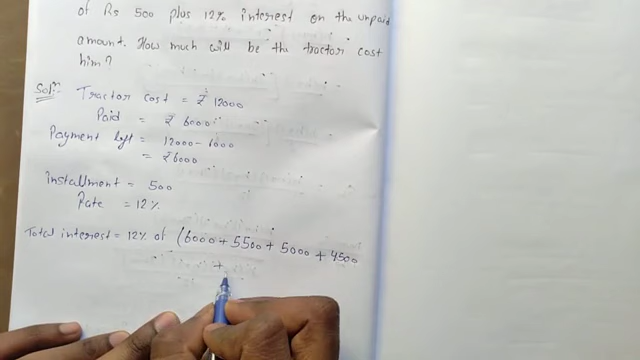 of Rs 500 plus 12% interest on the unpaid
amount. How much will be the tractor cost
him?
Solⁿ:- Tractor cost = ₹ 12000
Paid = ₹ 6000
Payment left = 12000 - 6000
= ₹ 6000
Installment = 500
Rate = 12%
Total interest = 12% of (6000 + 5500 + 5000 + 4500
+